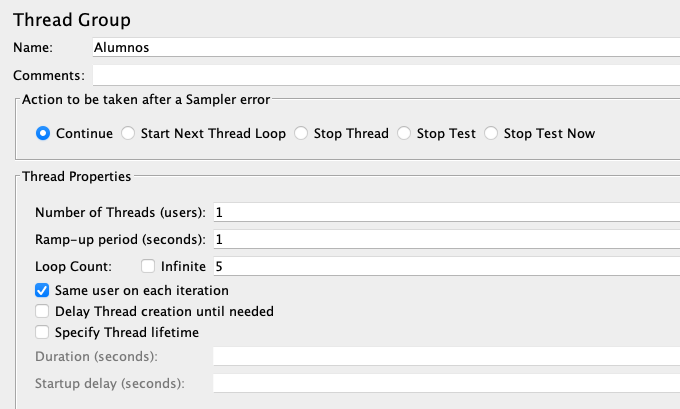 Thread Group
Name: Alumnos
Comments:
Action to be taken after a Sampler error
Continue Start Next Thread Loop Stop Thread Stop Test Stop Test Now
Thread Properties
Number of Threads (users): 1
Ramp-up period (seconds): 1
Loop Count: Infinite 5
Same user on each iteration
Delay Thread creation until needed
Specify Thread lifetime
Duration (seconds):
Startup delay (seconds):